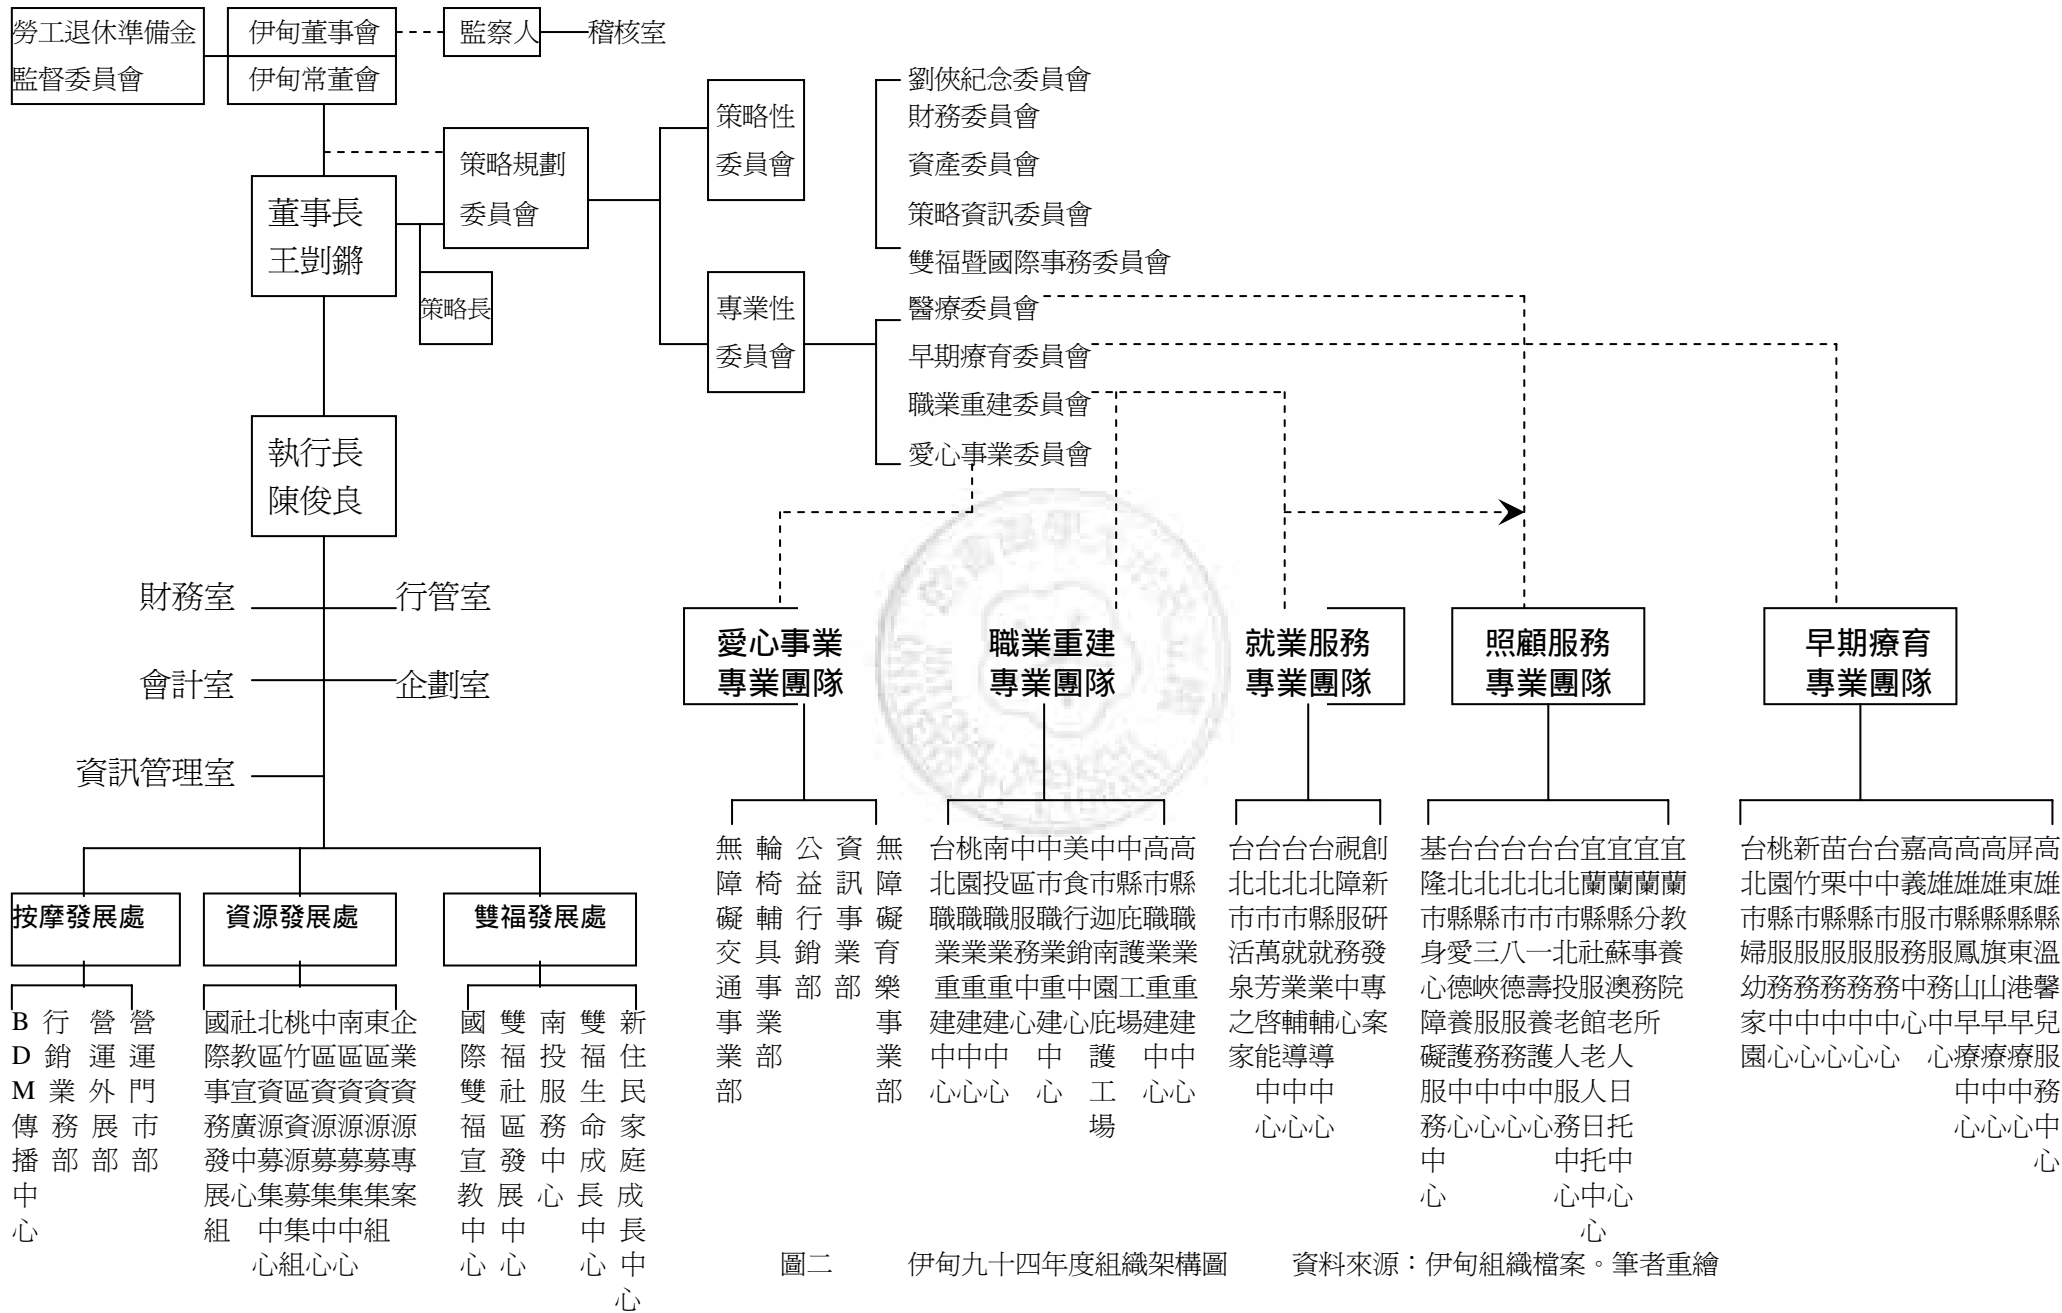 勞工退休準備金
監督委員會
伊甸董事會
伊甸常董會
監察人
稽核室
策略規劃
委員會
董事長
王剴鏘
策略長
策略性
委員會
劉俠紀念委員會
財務委員會
資產委員會
策略資訊委員會
雙福暨國際事務委員會
專業性
委員會
醫療委員會
早期療育委員會
職業重建委員會
愛心事業委員會
執行長
陳俊良
財務室
行管室
會計室
企劃室
資訊管理室
按摩發展處
BDM傳播中心
行銷業務部
營運外展部
營運門市部
資源發展處
國際事務發展組
社教宣廣中心
北區資源募集中心
桃竹區資源募集組
中區資源募集中心
南區資源募集中心
東區資源募集組
企業資源專案
雙福發展處
國際雙福宣教中心
雙福社區發展中心
南投服務中心
雙福生命成長中心
新住民家庭成長中心
愛心事業
專業團隊
無障礙交通事業部
輪椅輔具事業部
公益行銷部
資訊事業部
無障礙育樂事業部
職業重建
專業團隊
台北職業重建中心
桃園職業重建中心
南投職業重建中心
中區服務中心
中市職業重建中心
美食行銷中心
中市迦南園庇護工場
中縣庇護工場
高市職業重建中心
高縣職業重建中心
就業服務
專業團隊
台北市活泉之家
台北市萬芳啓能中心
台北市就業輔導中心
台北縣就業輔導中心
視障服務中心
創新研發專案
照顧服務
專業團隊
基隆市身心障礙服務中心
台北縣愛德養護中心
台北縣三峽服務中心
台北市八德服務中心
台北市一壽養護中心
台北市北投老人服務中心
宜蘭縣社服館老人日托中心
宜蘭縣蘇澳老人日托中心
宜蘭分事務所
宜蘭教養院
早期療育
專業團隊
台北市婦幼家園
桃園縣服務中心
新竹市服務中心
苗栗縣服務中心
台中縣服務中心
台中市服務中心
嘉義服務中心
高雄市服務中心
高雄縣鳳山早療中心
高雄縣旗山早療中心
屏東縣東港早療中心
高雄縣溫馨兒服務中心
圖二 伊甸九十四年度組織架構圖 資料來源：伊甸組織檔案。筆者重繪